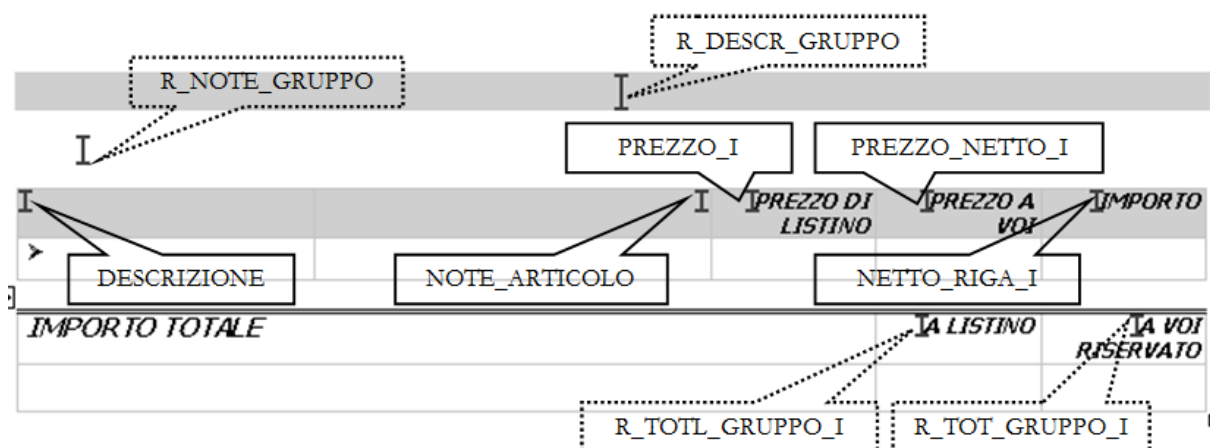 R_DESCR_GRUPPO
R_NOTE_GRUPPO
PREZZO_I
PREZZO_NETTO_I
PREZZO DI
LISTINO
PREZZO A
VOI
IMPORTO
DESCRIZIONE
NOTE_ARTICOLO
NETTO_RIGA_I
IMPORTO TOTALE
A LISTINO
A VOI
RISERVATO
R_TOTL_GRUPPO_I
R_TOT_GRUPPO_I